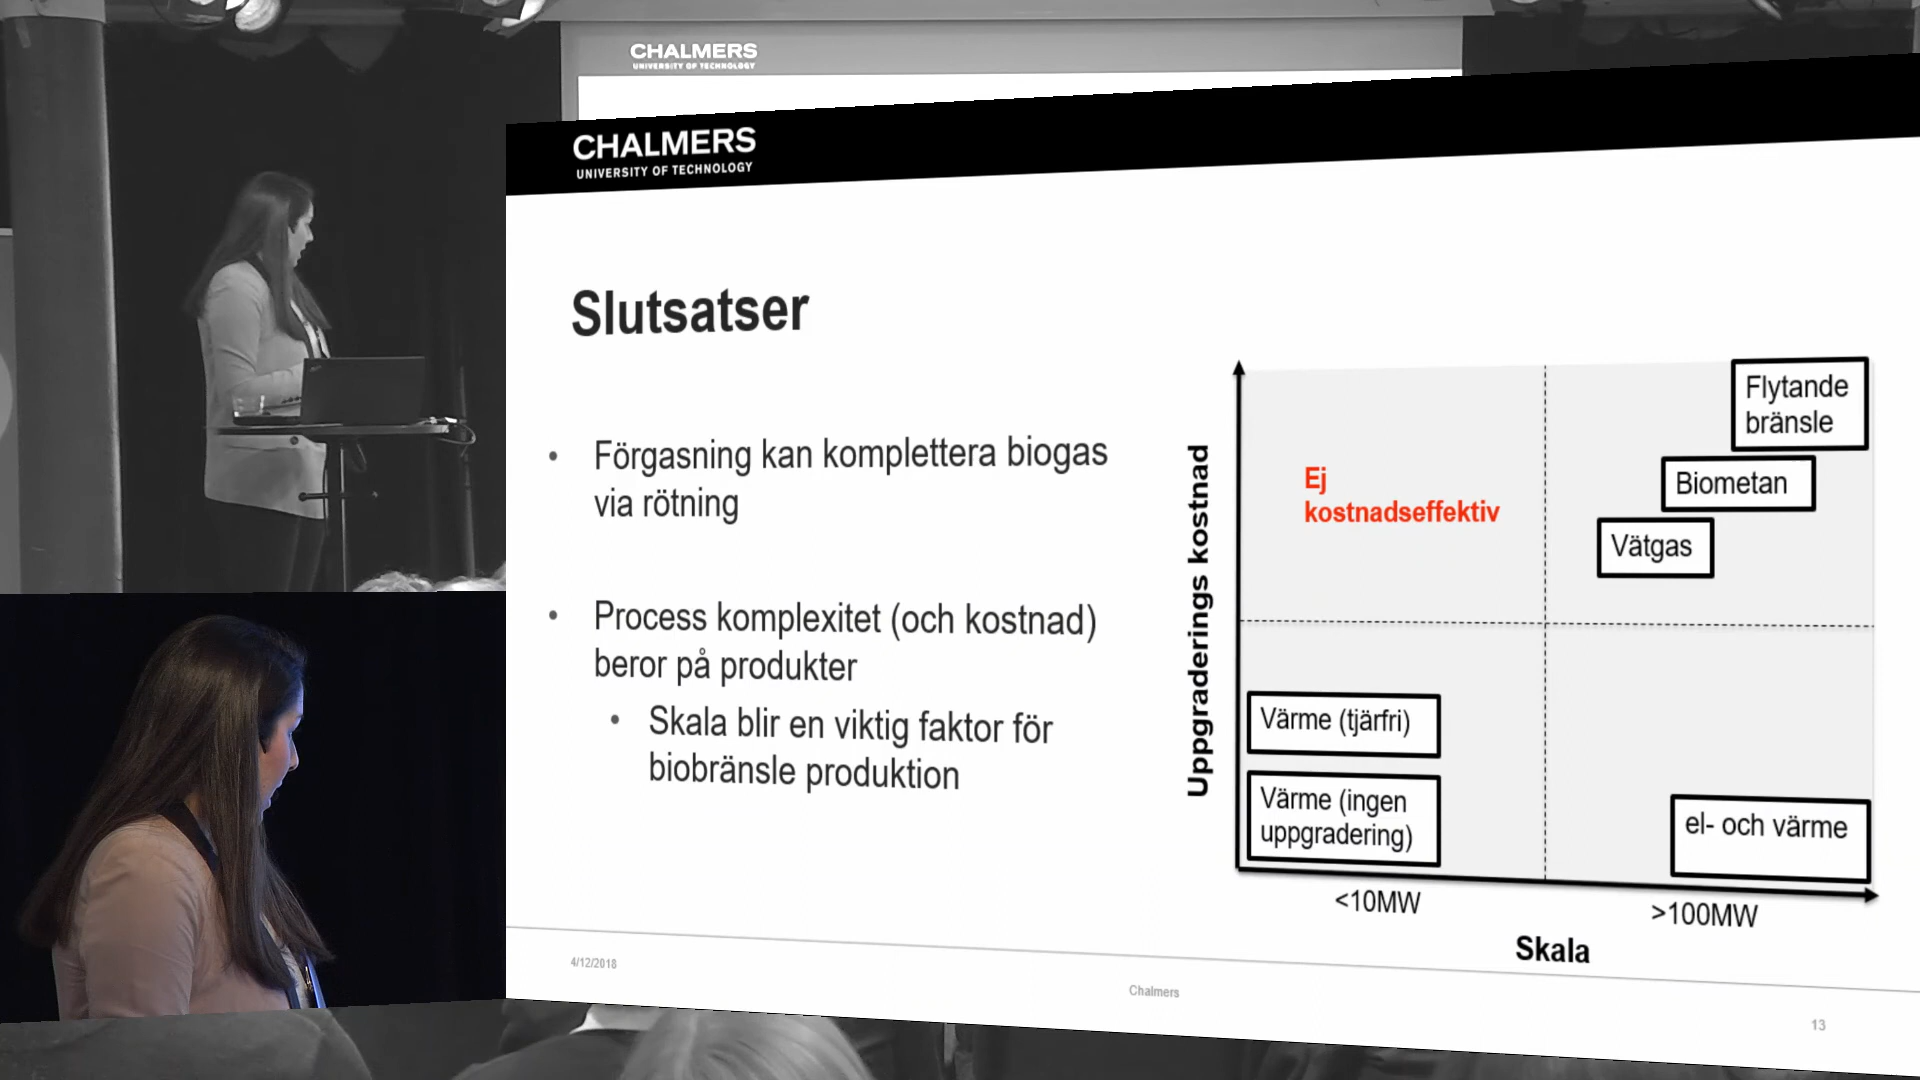 CHALMERS
UNIVERSITY OF TECHNOLOGY
CHALMERS
UNIVERSITY OF TECHNOLOGY
Slutsatser
• Förgasning kan komplettera biogas
via rötning
• Process komplexitet (och kostnad)
beror på produkter
• Skala blir en viktig faktor för
biobränsle produktion
Uppgraderings kostnad
Ej
kostnadseffektiv
Flytande
bränsle
Biometan
Vätgas
Värme (tjärfri)
Värme (ingen
uppgradering)
el- och värme
<10MW
>100MW
Skala
4/12/2018
Chalmers
13